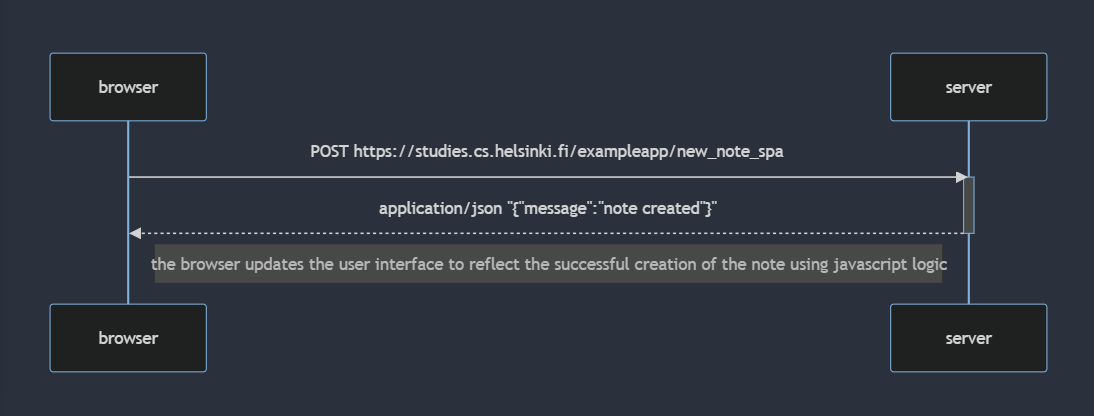 browser
server
POST https://studies.cs.helsinki.fi/exampleapp/new_note_spa
application/json "{"message":"note created"}"
the browser updates the user interface to reflect the successful creation of the note using javascript logic
browser
server